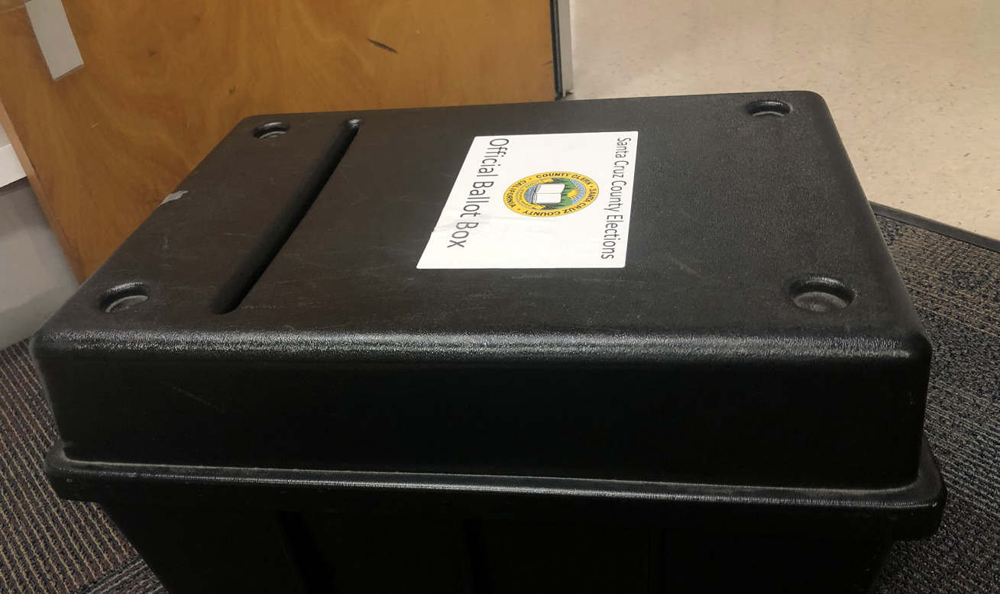 Santa Cruz County Elections
COUNTY CLERK • SANTA CRUZ COUNTY • CALIFORNIA •
Official Ballot Box